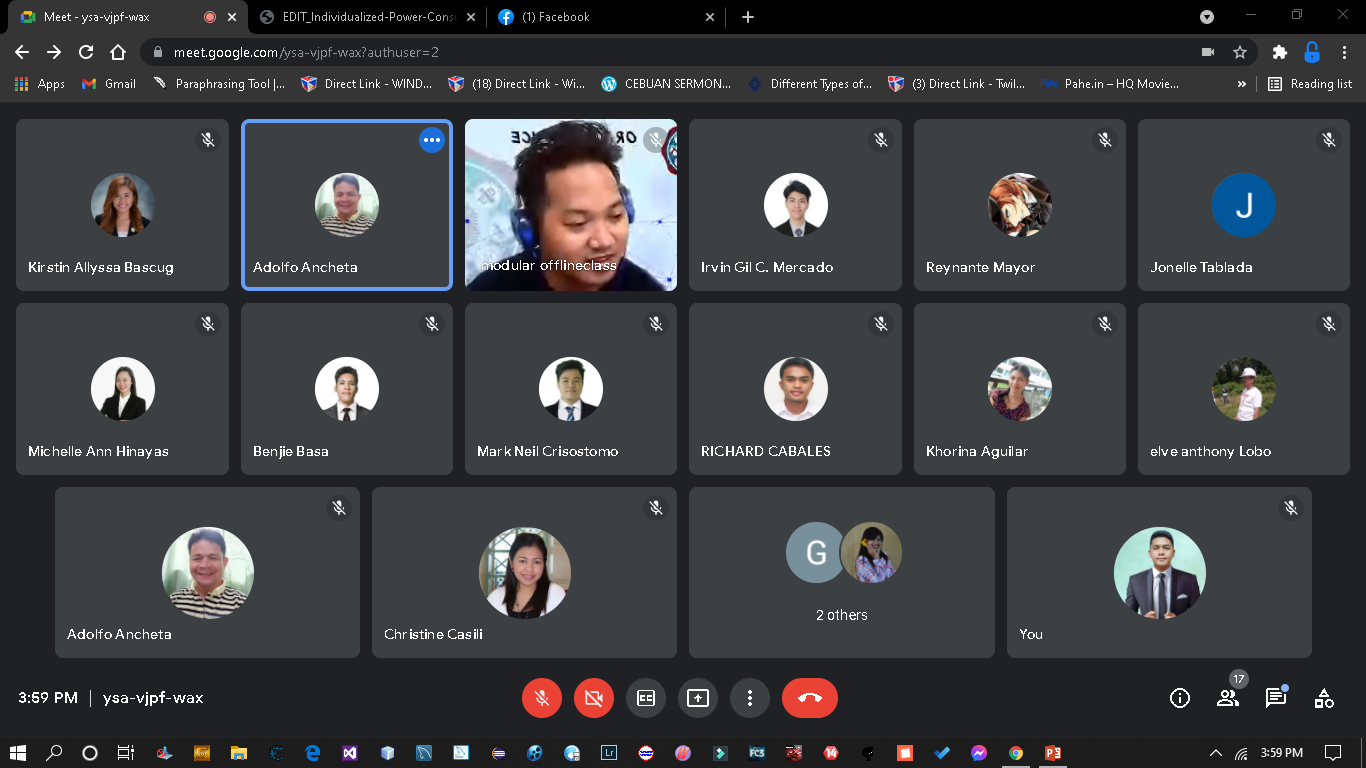 Meet - ysa-vjpf-wax
EDIT_Individualized-Power-Consu
(1) Facebook
meet.google.com/ysa-vjpf-wax?authuser=2
Apps
Gmail
Paraphrasing Tool |...
Direct Link - WIND...
(18) Direct Link - Wi...
CEBUAN SERMON...
Different Types of...
(3) Direct Link - Twil...
Pahe.in – HQ Movie...
»
Reading list
Kirstin Allyssa Bascug
Adolfo Ancheta
modular offlineclass
Irvin Gil C. Mercado
Reynante Mayor
J
Jonelle Tablada
Michelle Ann Hinayas
Benjie Basa
Mark Neil Crisostomo
RICHARD CABALES
Khorina Aguilar
elve anthony Lobo
Adolfo Ancheta
Christine Casili
G
2 others
You
3:59 PM | ysa-vjpf-wax
17
3:59 PM